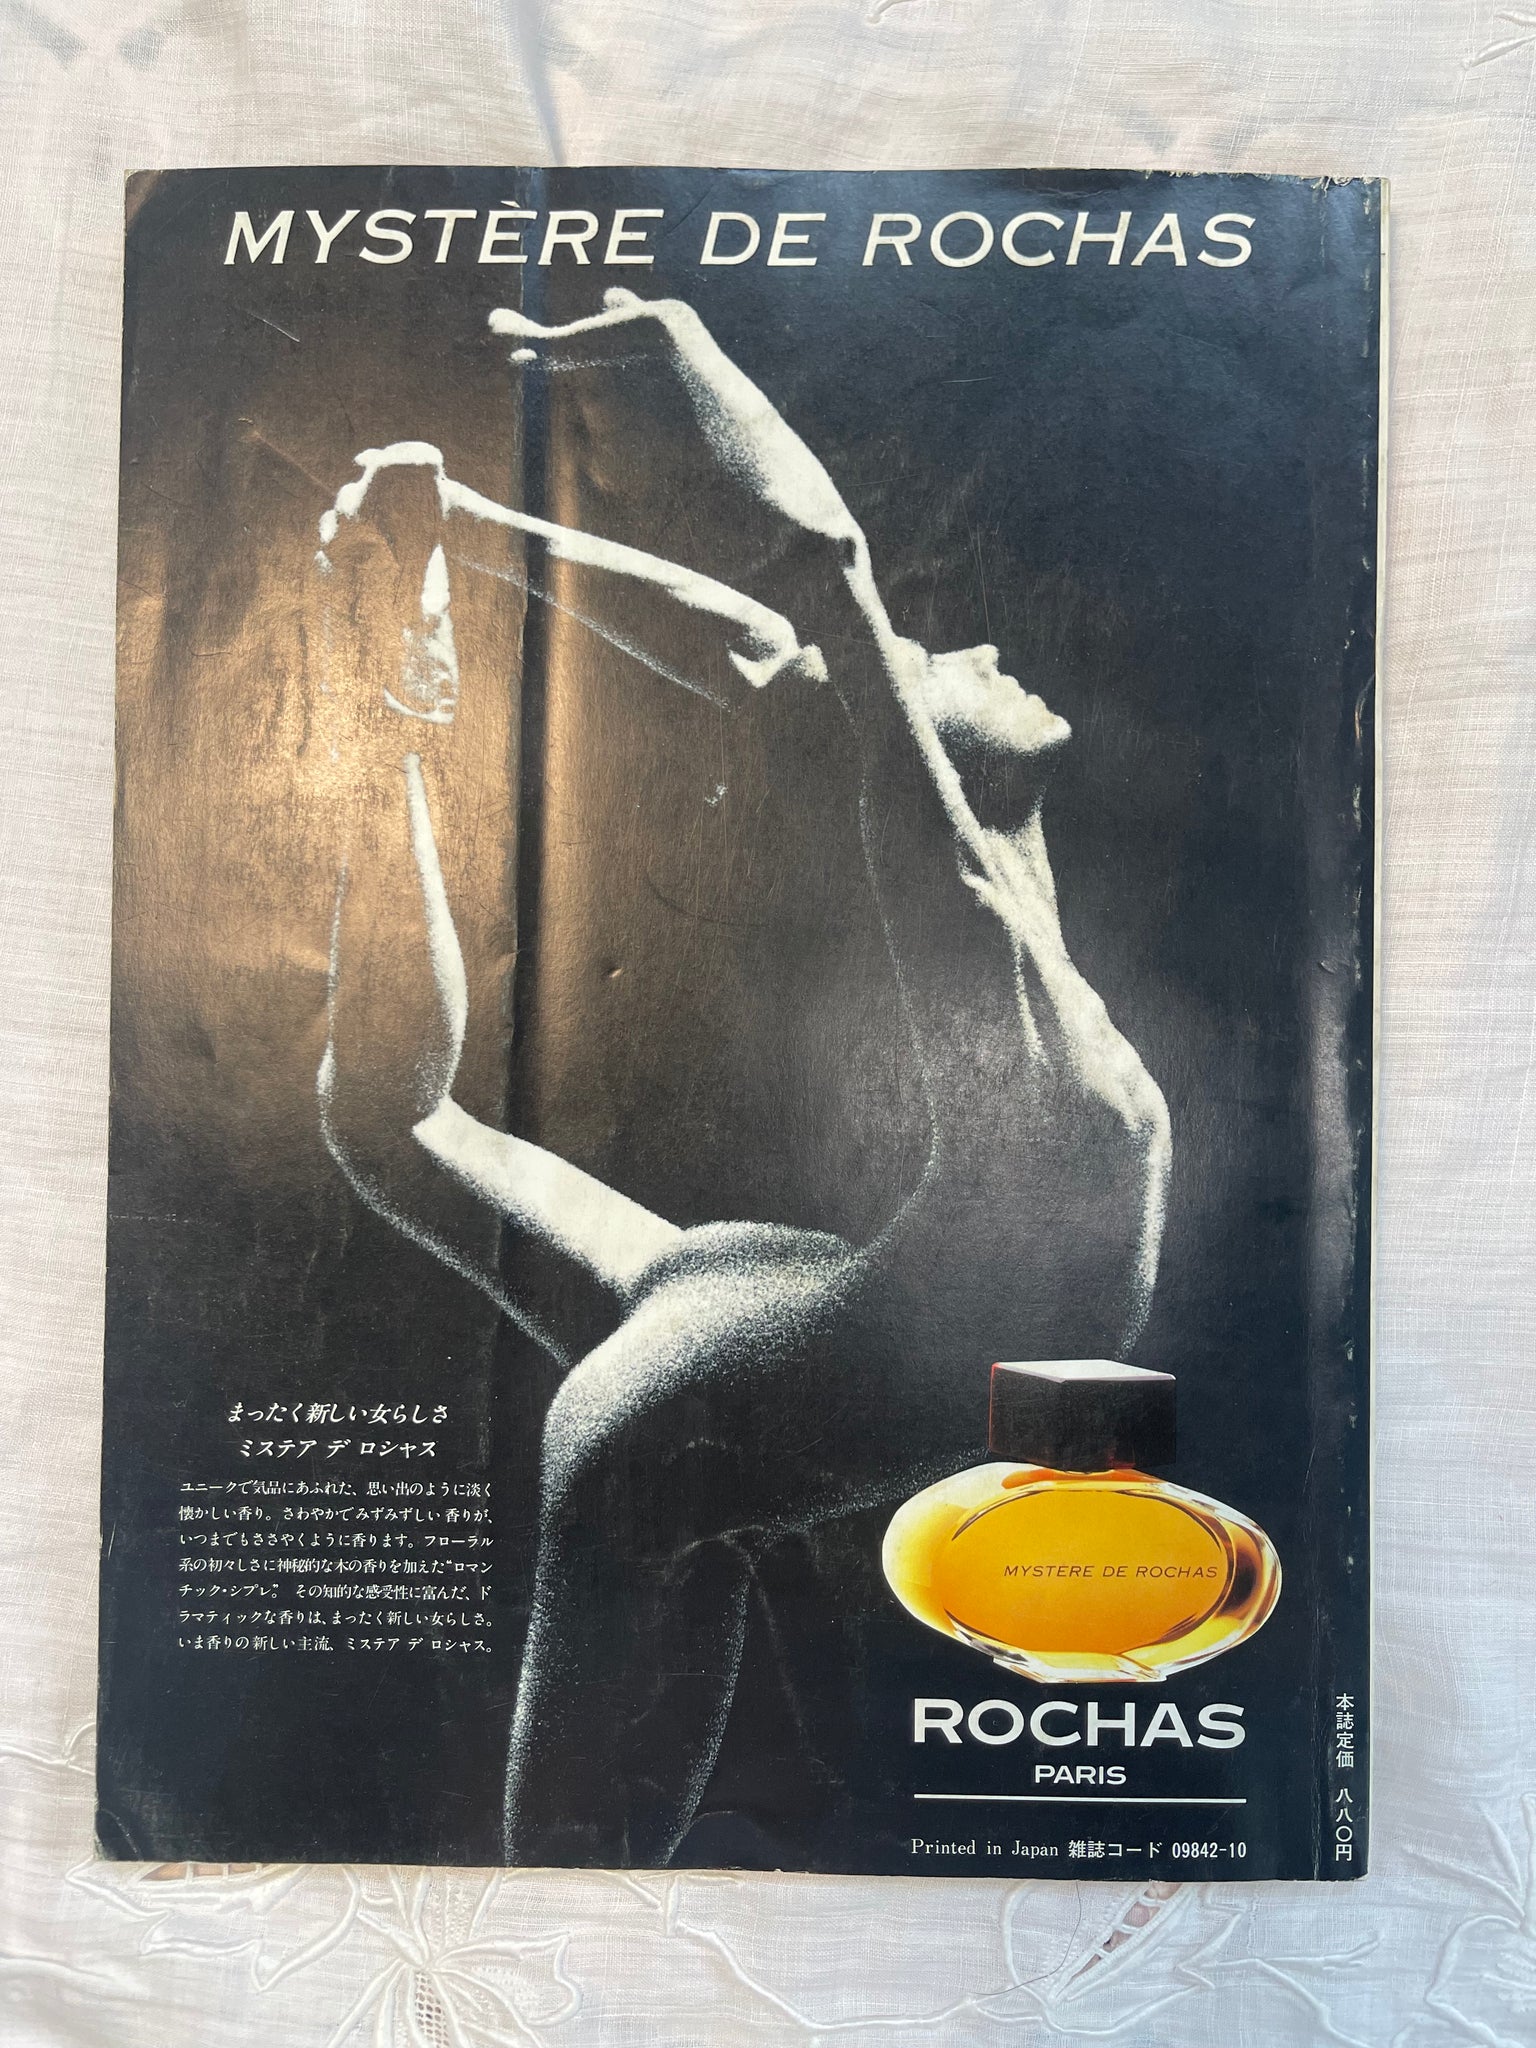 MYSTÈRE DE ROCHAS
まったく新しい女らしさ
ミステア デ ロシャス
ユニークで気品にあふれた、思い出のように淡く
懐かしい香り。さわやかでみずみずしい香りが、
いつまでもささやくように香ります。フローラル
系の初々しさに神秘的な木の香りを加えた“ロマン
チック・シプレ”。その知的な感受性に富んだ、ド
ラマティックな香りは、まったく新しい女らしさ。
いま香りの新しい主流、ミステア デ ロシャス。
MYSTÈRE DE ROCHAS
ROCHAS
PARIS
Printed in Japan 雑誌コード 09842-10
本誌定価 八八〇円